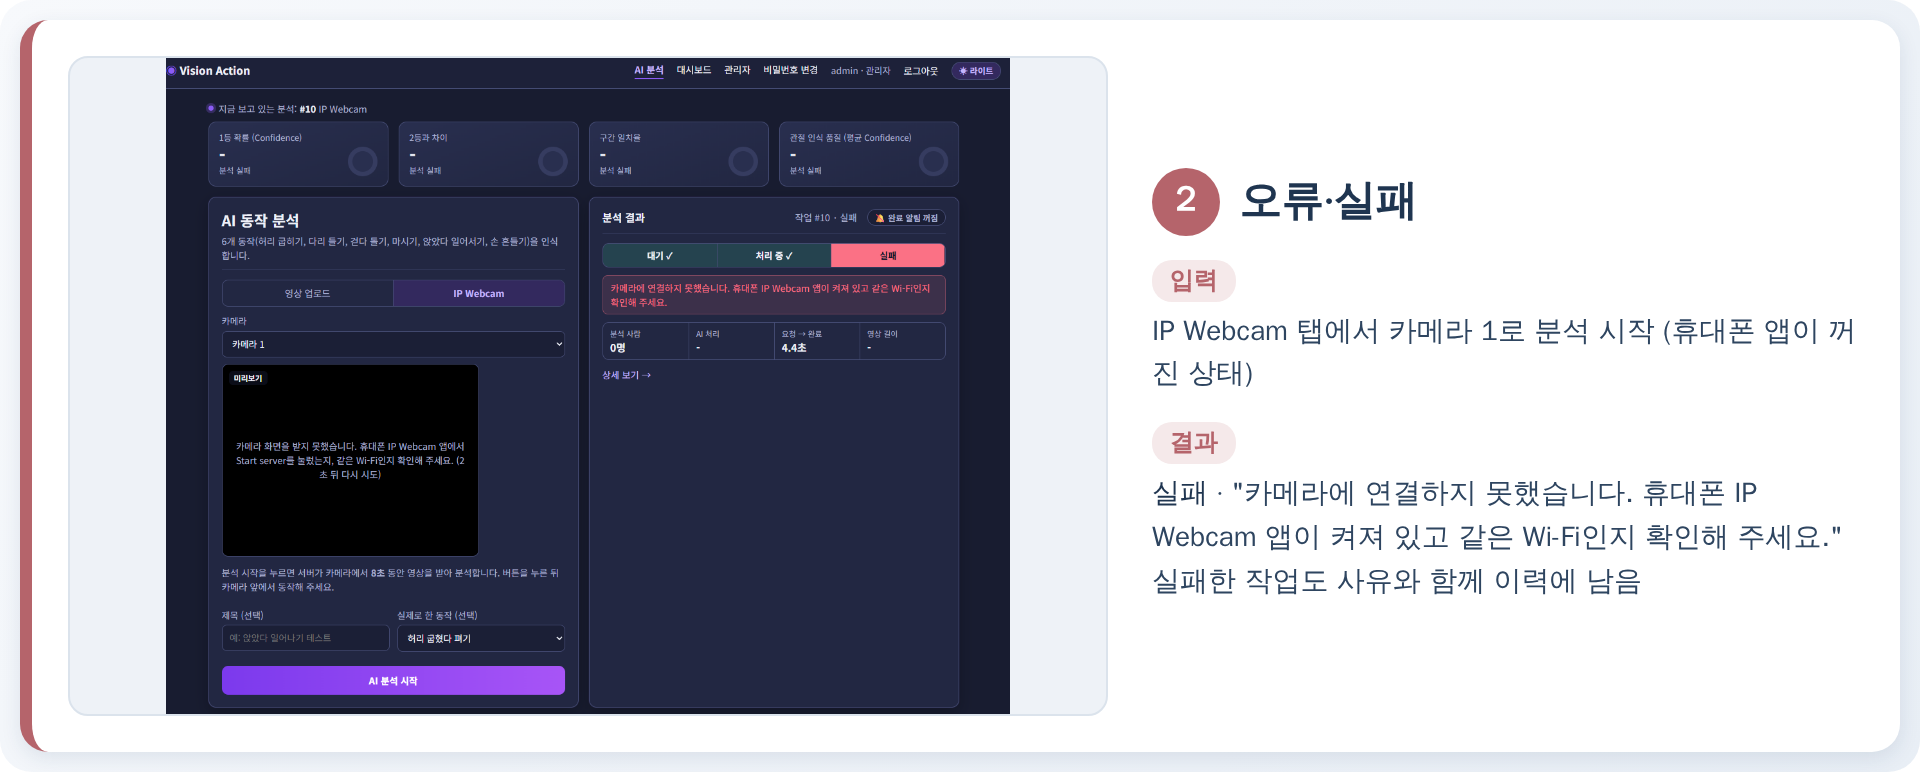 Vision Action
AI 분석 대시보드 관리자 비밀번호 변경 admin · 관리자 로그아웃 ☀ 라이트
지금 보고 있는 분석: #10 IP Webcam
1등 확률 (Confidence)
-
분석 실패
2등과 차이
-
분석 실패
구간 일치율
-
분석 실패
관절 인식 품질 (평균 Confidence)
-
분석 실패
AI 동작 분석
6개 동작(허리 굽히기, 다리 들기, 걷다 틀기, 마시기, 앉았다 일어서기, 손 흔들기)을 인식
합니다.
영상 업로드 IP Webcam
카메라
카메라 1
미리보기
카메라 화면을 받지 못했습니다. 휴대폰 IP Webcam 앱에서
Start server를 눌렀는지, 같은 Wi-Fi인지 확인해 주세요. (2
초 뒤 다시 시도)
분석 시작을 누르면 서버가 카메라에서 8초 동안 영상을 받아 분석합니다. 버튼을 누른 뒤
카메라 앞에서 동작해 주세요.
제목 (선택) 실제로 한 동작 (선택)
예: 앉았다 일어나기 테스트 허리 굽혔다 펴기
AI 분석 시작
분석 결과 작업 #10 · 실패 완료 알림 꺼짐
대기 ✓ 처리 중 ✓ 실패
카메라에 연결하지 못했습니다. 휴대폰 IP Webcam 앱이 켜져 있고 같은 Wi-Fi인지
확인해 주세요.
분석 사람 AI 처리 요청 → 완료 영상 길이
0명 - 4.4초 -
상세 보기 →
2 오류·실패
입력
IP Webcam 탭에서 카메라 1로 분석 시작 (휴대폰 앱이 꺼
진 상태)
결과
실패 · "카메라에 연결하지 못했습니다. 휴대폰 IP
Webcam 앱이 켜져 있고 같은 Wi-Fi인지 확인해 주세요."
실패한 작업도 사유와 함께 이력에 남음